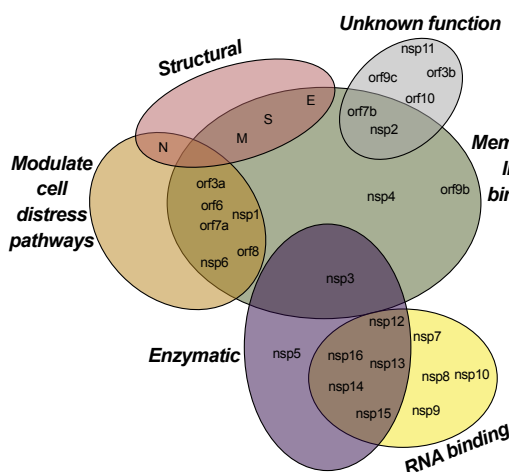 Unknown function
nsp11
orf9c
orf3b
orf10
orf7b
nsp2
Structural
E
S
M
N
Modulate
cell
distress
pathways
orf3a
orf6
nsp1
orf7a
orf8
nsp6
nsp4
orf9b
nsp3
Enzymatic
nsp5
nsp12
nsp16
nsp13
nsp14
nsp15
nsp7
nsp8
nsp10
nsp9
RNA binding